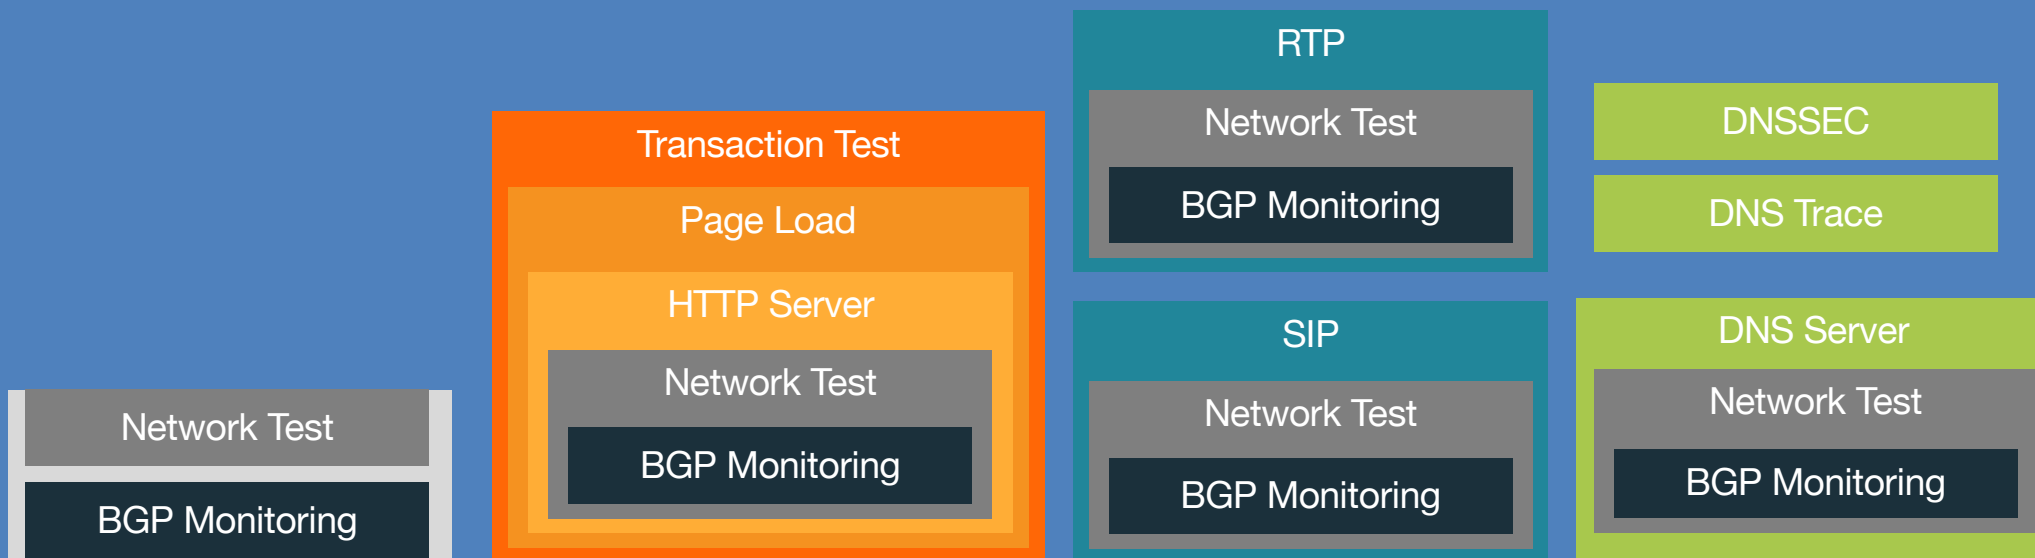 Network Test
BGP Monitoring
Transaction Test
Page Load
HTTP Server
Network Test
BGP Monitoring
RTP
Network Test
BGP Monitoring
SIP
Network Test
BGP Monitoring
DNSSEC
DNS Trace
DNS Server
Network Test
BGP Monitoring